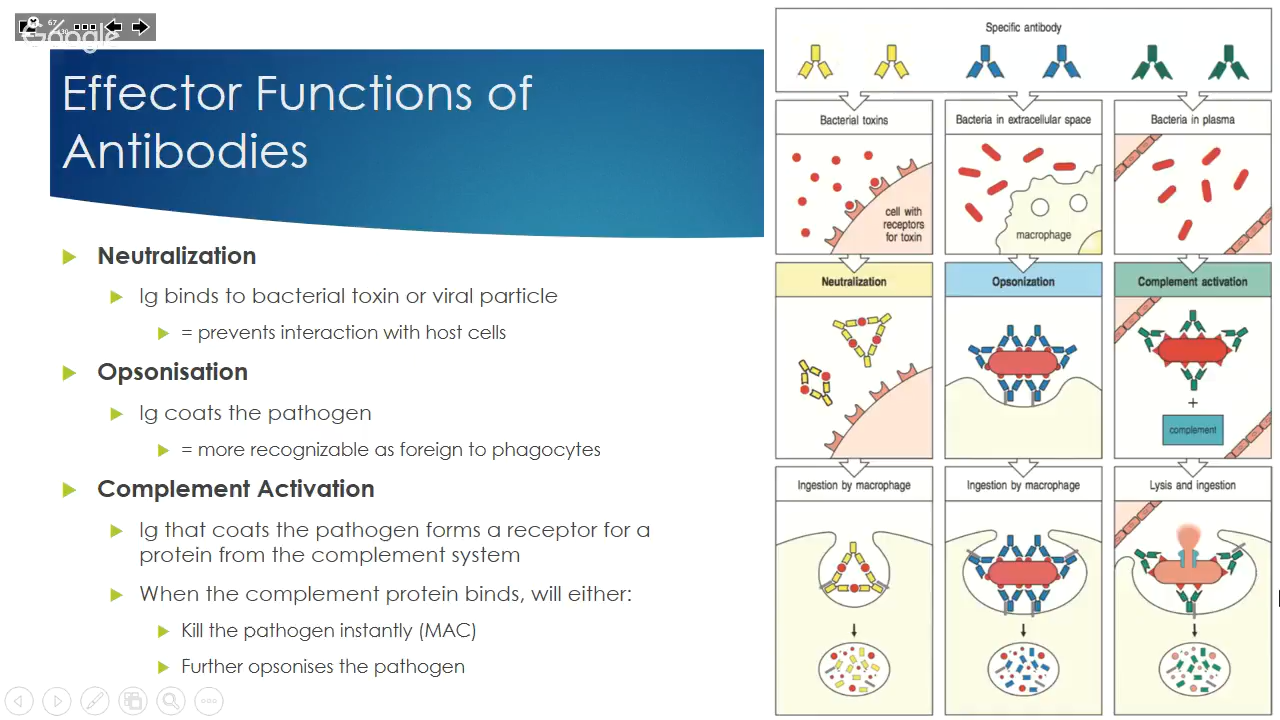 67
Google
Effector Functions of
Antibodies
Neutralization
Ig binds to bacterial toxin or viral particle
= prevents interaction with host cells
Opsonisation
Ig coats the pathogen
= more recognizable as foreign to phagocytes
Complement Activation
Ig that coats the pathogen forms a receptor for a
protein from the complement system
When the complement protein binds, will either:
Kill the pathogen instantly (MAC)
Further opsonises the pathogen
Specific antibody
Bacterial toxins
Bacteria in extracellular space
Bacteria in plasma
cell with
receptors
for toxin
macrophage
Neutralization
Opsonization
Complement activation
+
complement
Ingestion by macrophage
Ingestion by macrophage
Lysis and ingestion